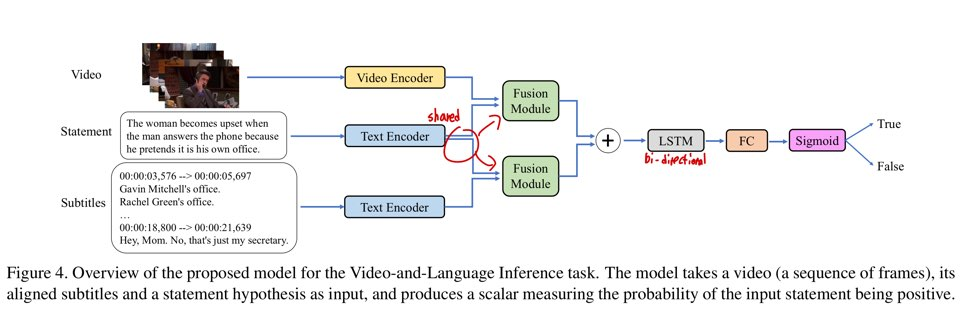 Video
Video Encoder
Fusion
Module
shared
Statement
The woman becomes upset when
the man answers the phone because
he pretends it is his own office.
Text Encoder
+
LSTM
bi-directional
FC
Sigmoid
True
False
Subtitles
00:00:03,576 --> 00:00:05,697
Gavin Mitchell's office.
Rachel Green's office.
...
00:00:18,800 --> 00:00:21,639
Hey, Mom. No, that's just my secretary.
Text Encoder
Fusion
Module
Figure 4. Overview of the proposed model for the Video-and-Language Inference task. The model takes a video (a sequence of frames), its
aligned subtitles and a statement hypothesis as input, and produces a scalar measuring the probability of the input statement being positive.